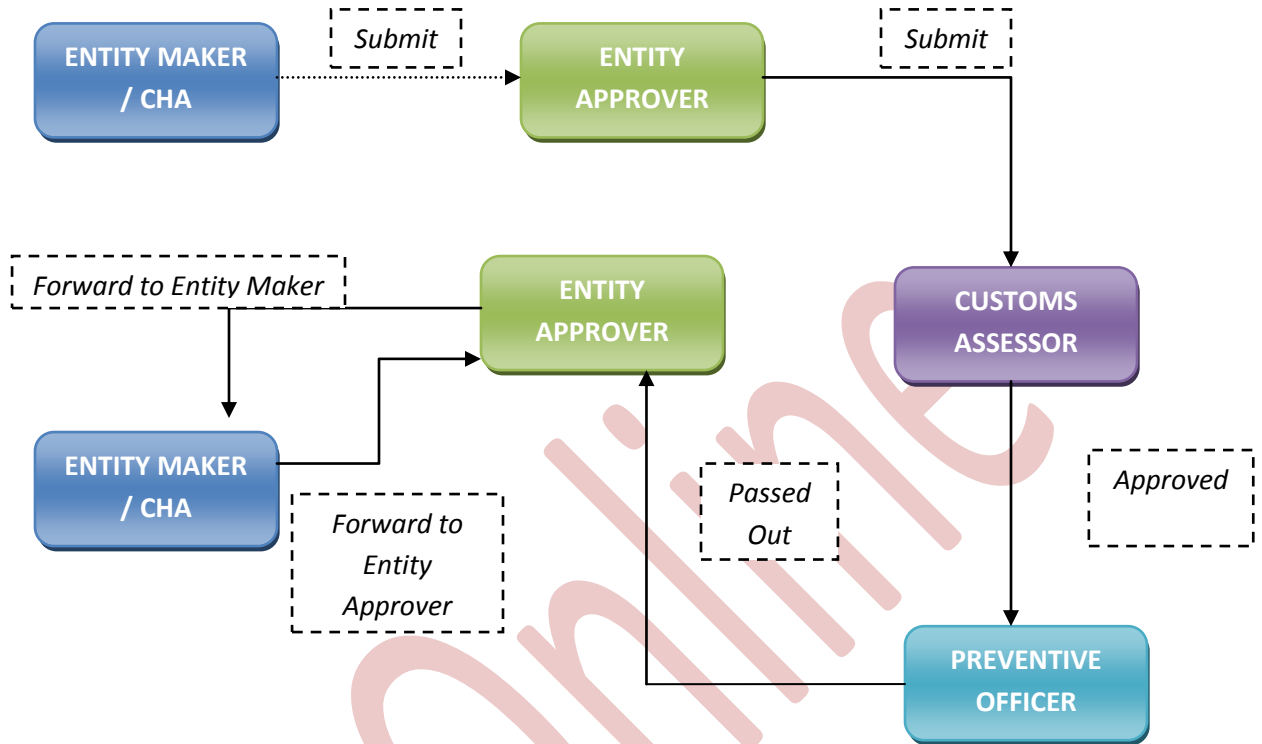 Submit
Submit
ENTITY MAKER
/ CHA
ENTITY
APPROVER
Forward to Entity Maker
ENTITY
APPROVER
CUSTOMS
ASSESSOR
ENTITY MAKER
/ CHA
Forward to
Entity
Approver
Passed
Out
Approved
PREVENTIVE
OFFICER
Online